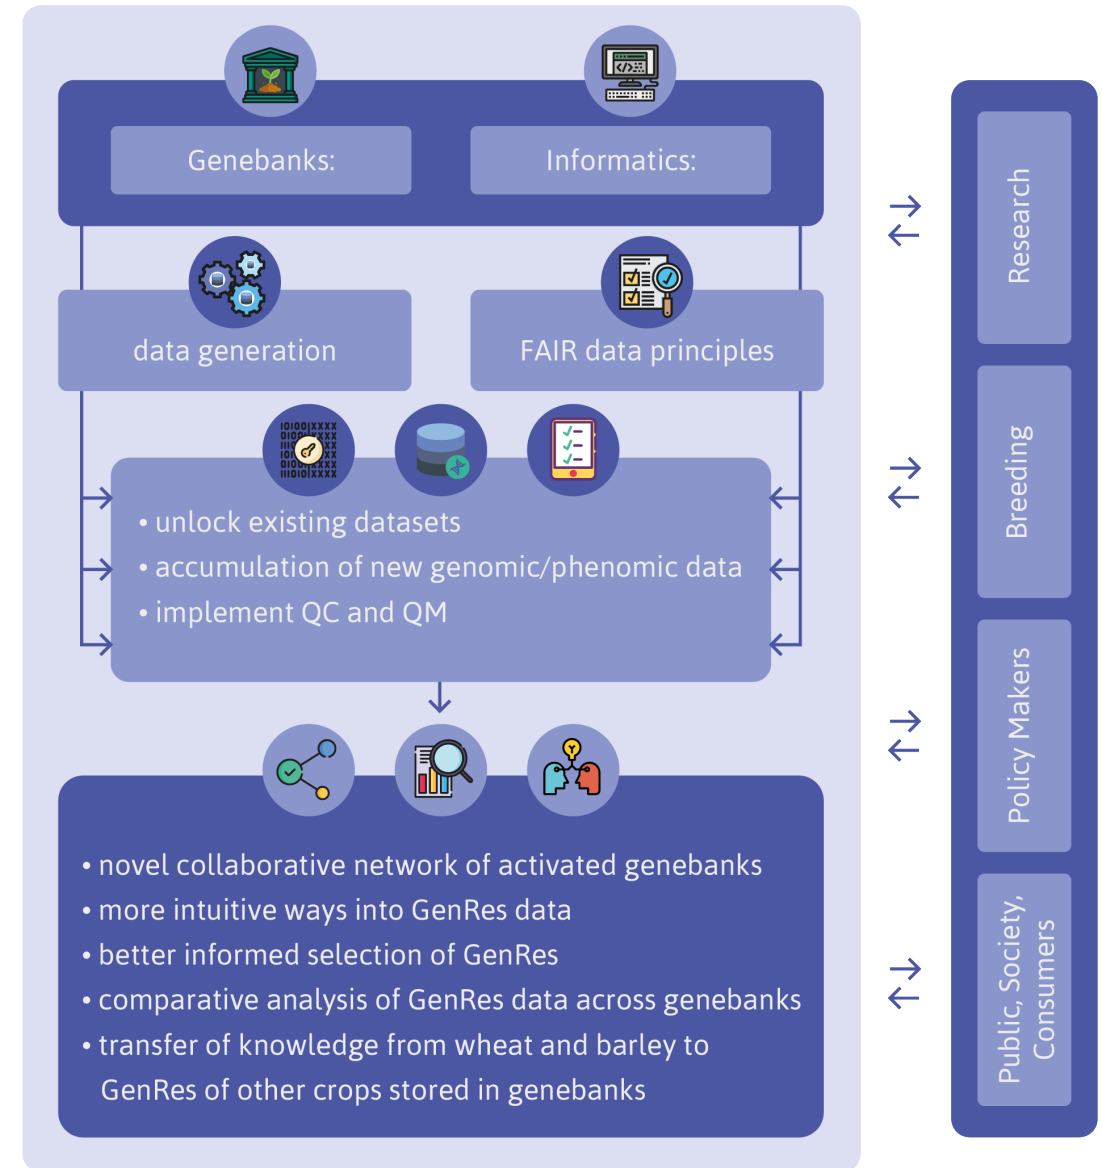 Genebanks:
Informatics:
data generation
FAIR data principles
• unlock existing datasets
• accumulation of new genomic/phenomic data
• implement QC and QM
• novel collaborative network of activated genebanks
• more intuitive ways into GenRes data
• better informed selection of GenRes
• comparative analysis of GenRes data across genebanks
• transfer of knowledge from wheat and barley to
GenRes of other crops stored in genebanks
Research
Breeding
Policy Makers
Public, Society,
Consumers